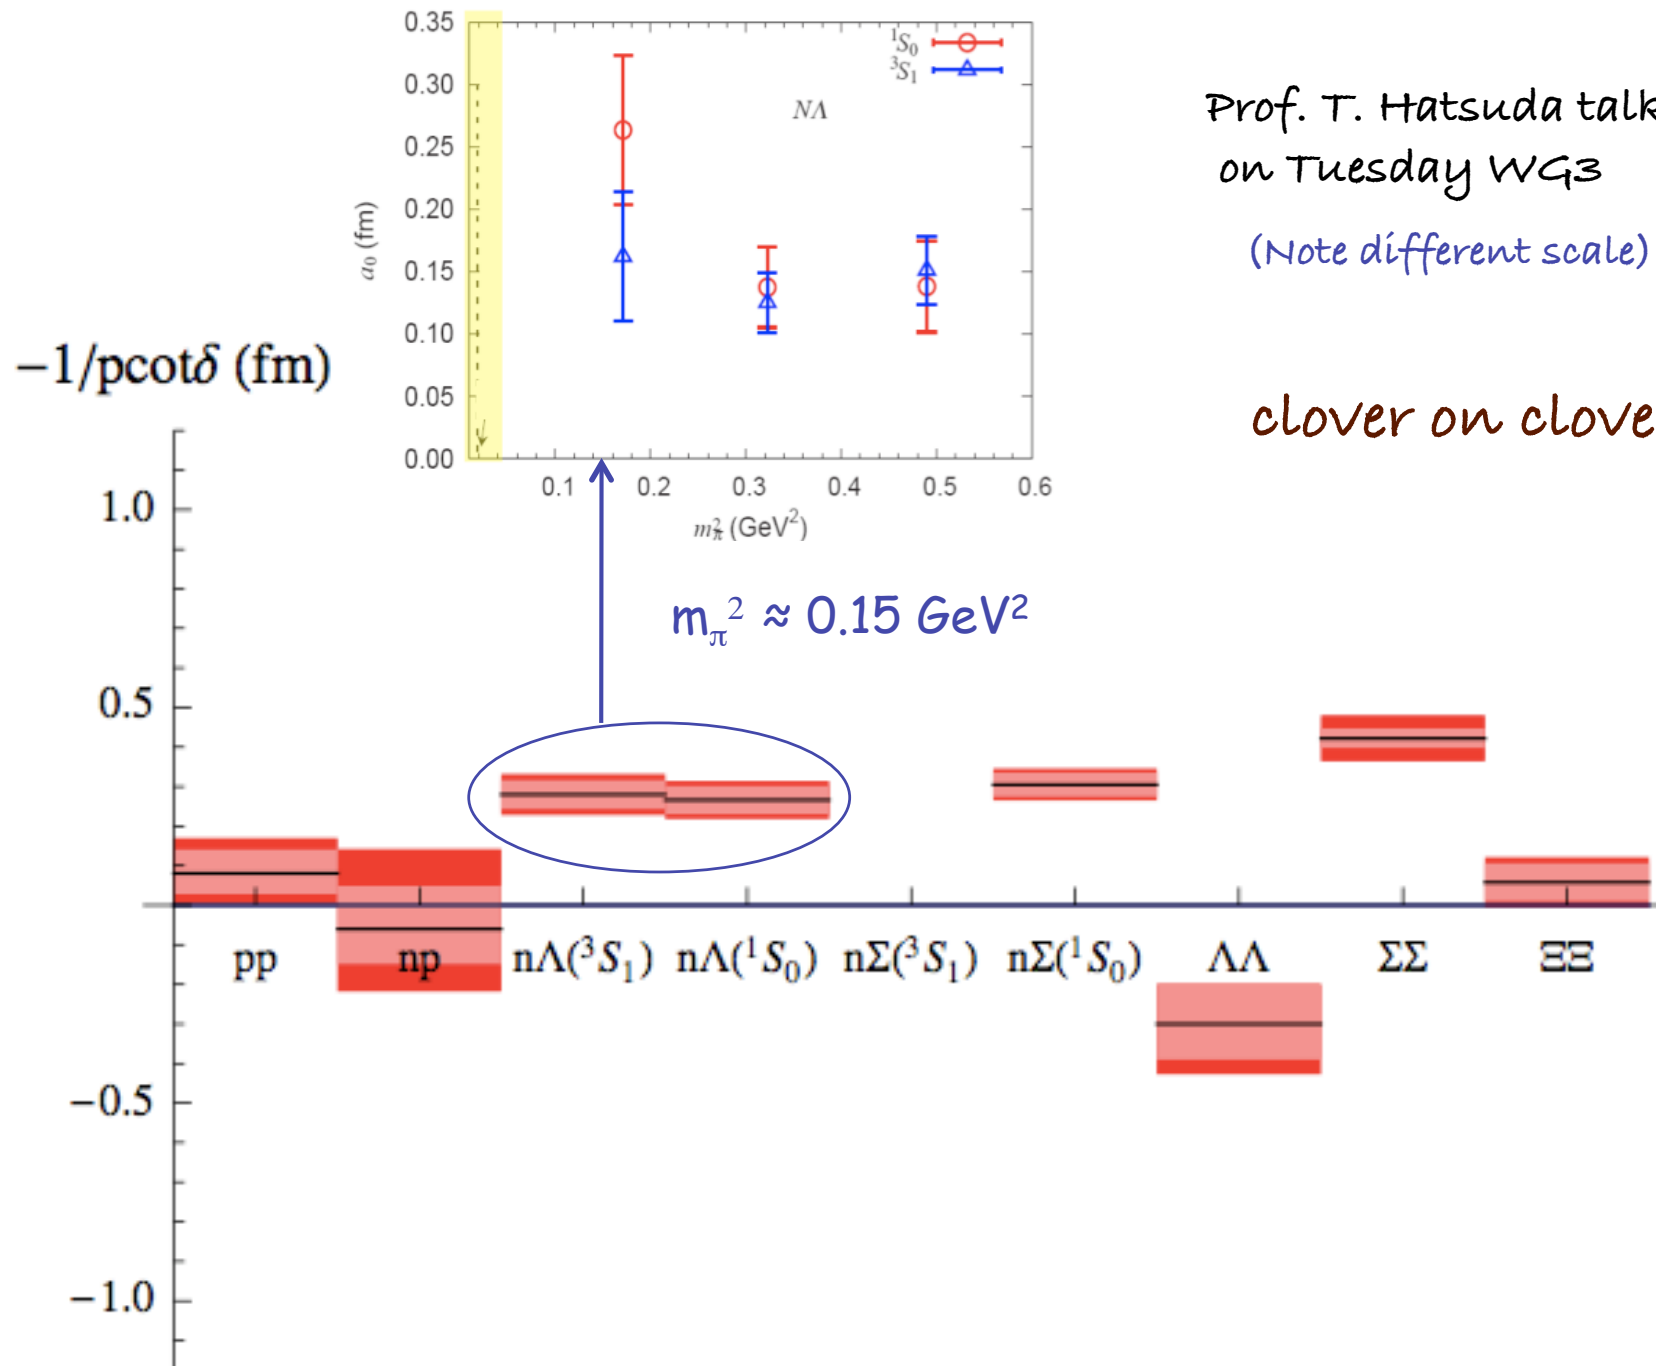 0.35
0.30
0.25
0.20
0.15
0.10
0.05
0.00
a₀ (fm)
¹S₀
³S₁
NΛ
0.1 0.2 0.3 0.4 0.5 0.6
m²π (GeV²)
Prof. T. Hatsuda talk
on Tuesday WG3
(Note different scale)
clover on clove
−1/pcotδ (fm)
mπ² ≈ 0.15 GeV²
1.0
0.5
−0.5
−1.0
pp np nΛ(³S₁) nΛ(¹S₀) nΣ(³S₁) nΣ(¹S₀) ΛΛ ΣΣ ΞΞ